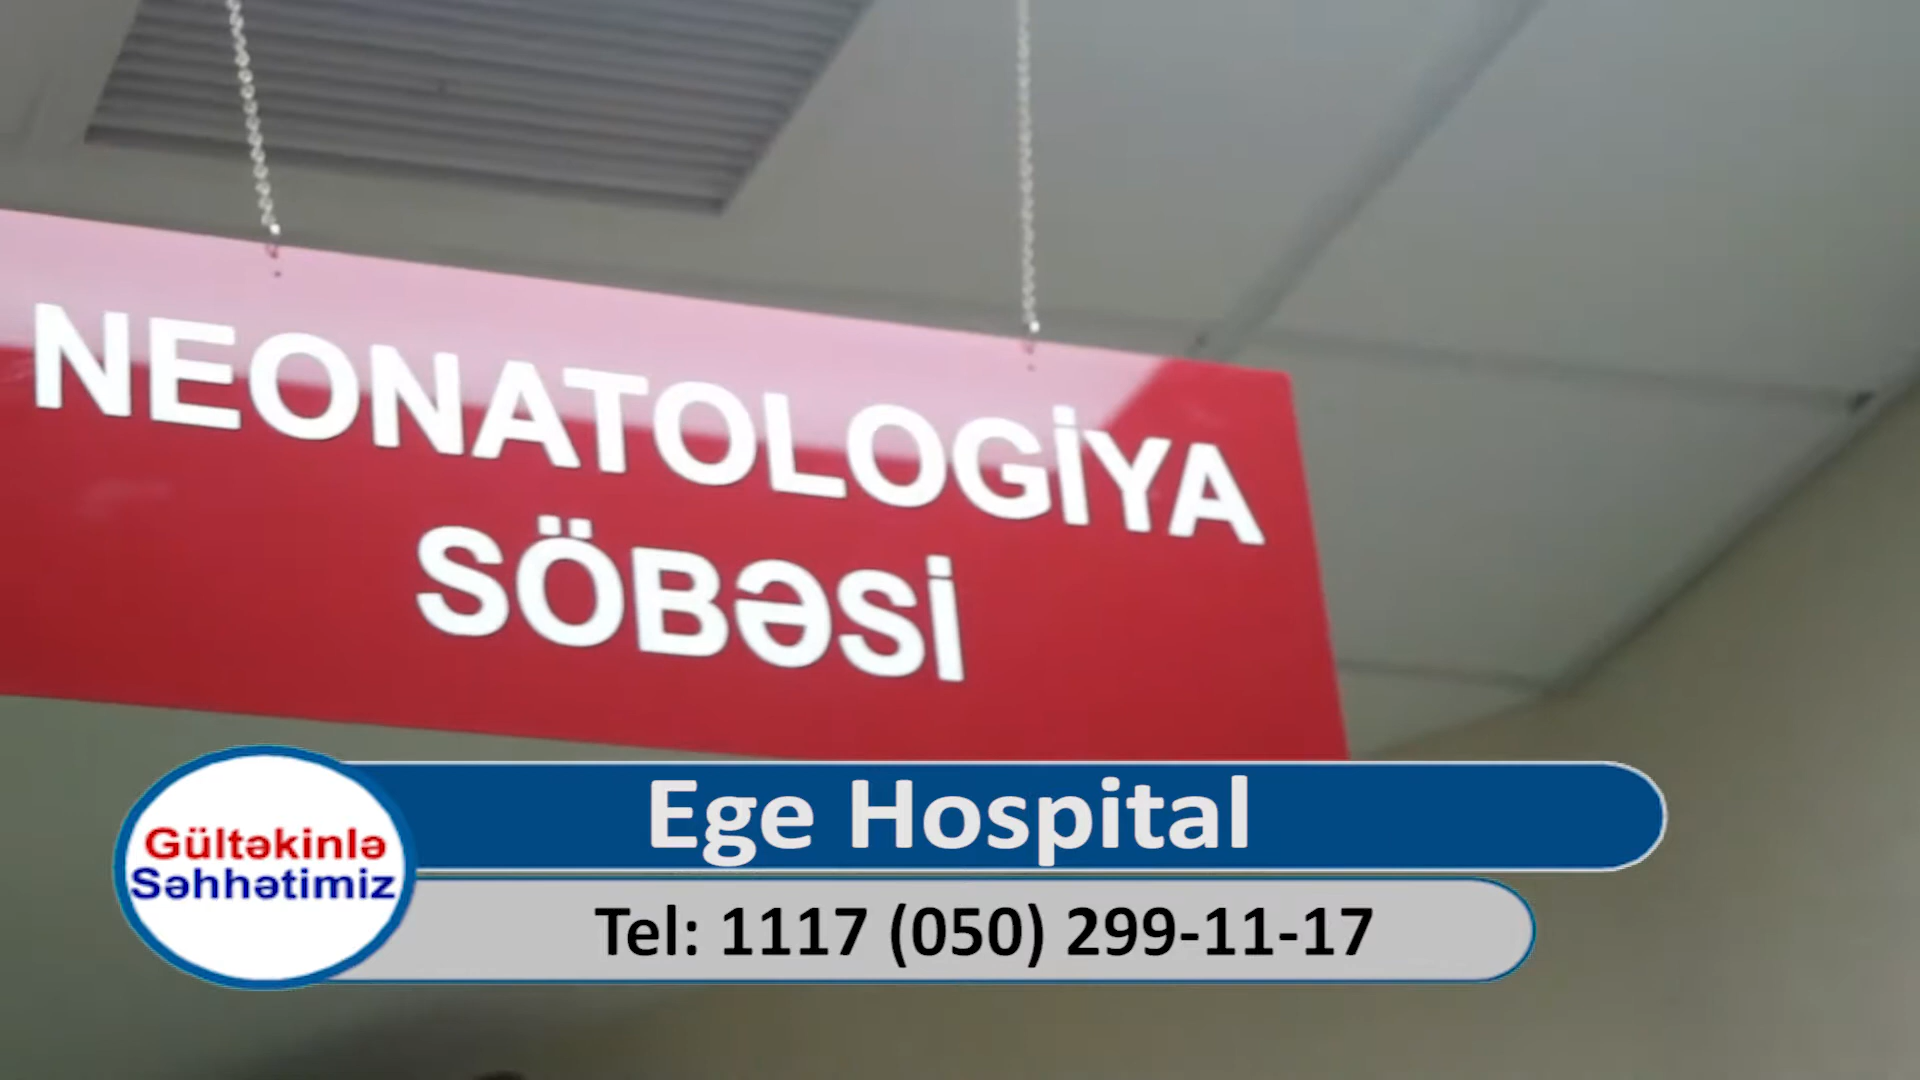 NEONATOLOGİYA
SÖBƏSİ
Ege Hospital
Gültəkinlə
Səhhətimiz
Tel: 1117 (050) 299-11-17